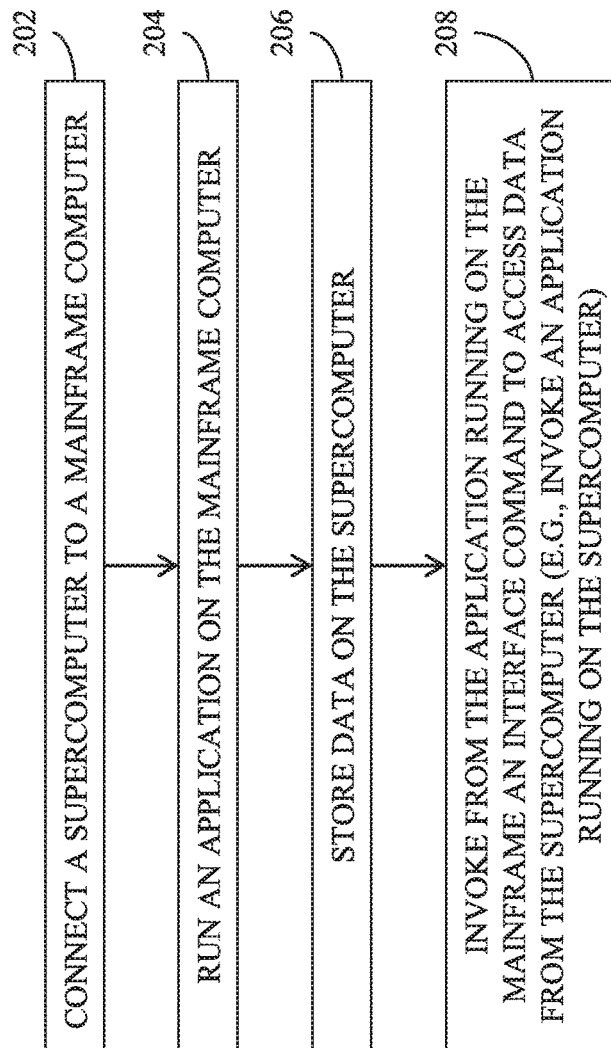 202
CONNECT A SUPERCOMPUTER TO A MAINFRAME COMPUTER
204
RUN AN APPLICATION ON THE MAINFRAME COMPUTER
206
STORE DATA ON THE SUPERCOMPUTER
208
INVOKE FROM THE APPLICATION RUNNING ON THE
MAINFRAME AN INTERFACE COMMAND TO ACCESS DATA
FROM THE SUPERCOMPUTER (E.G., INVOKE AN APPLICATION
RUNNING ON THE SUPERCOMPUTER)